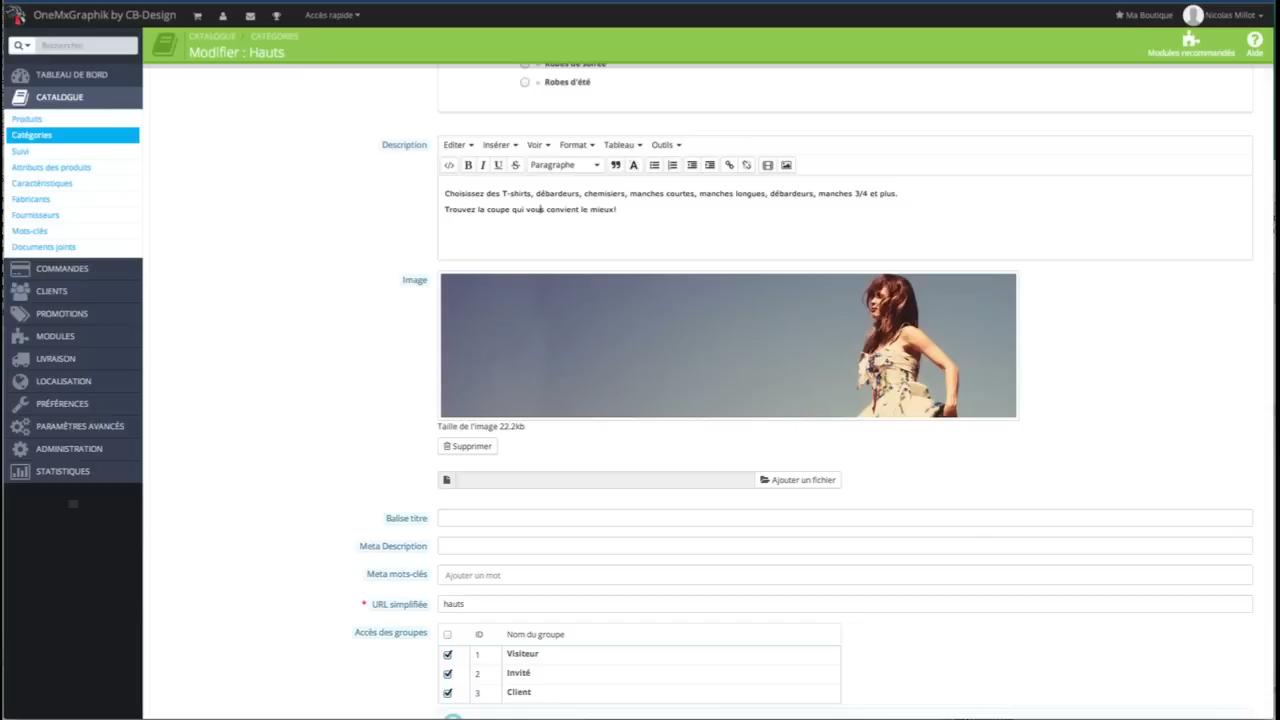 OneMxGraphik by CB-Design
Accès rapide
Ma Boutique
Nicolas Millot
Rechercher
CATALOGUE / CATÉGORIES
Modifier : Hauts
Modules recommandés
Aide
TABLEAU DE BORD
CATALOGUE
Produits
Catégories
Suivi
Attributs des produits
Caractéristiques
Fabricants
Fournisseurs
Mots-clés
Documents joints
COMMANDES
CLIENTS
PROMOTIONS
MODULES
LIVRAISON
LOCALISATION
PRÉFÉRENCES
PARAMÈTRES AVANCÉS
ADMINISTRATION
STATISTIQUES
Robes de soirée
Robes d'été
Description
Editer Insérer Voir Format Tableau Outils
B I U S Paragraphe A
Choisissez des T-shirts, débardeurs, chemisiers, manches courtes, manches longues, débardeurs, manches 3/4 et plus.
Trouvez la coupe qui vous convient le mieux!
Image
Taille de l'image 22.2kb
Supprimer
Ajouter un fichier
Balise titre
Meta Description
Meta mots-clés
Ajouter un mot
* URL simplifiée
hauts
Accès des groupes
ID Nom du groupe
1 Visiteur
2 Invité
3 Client